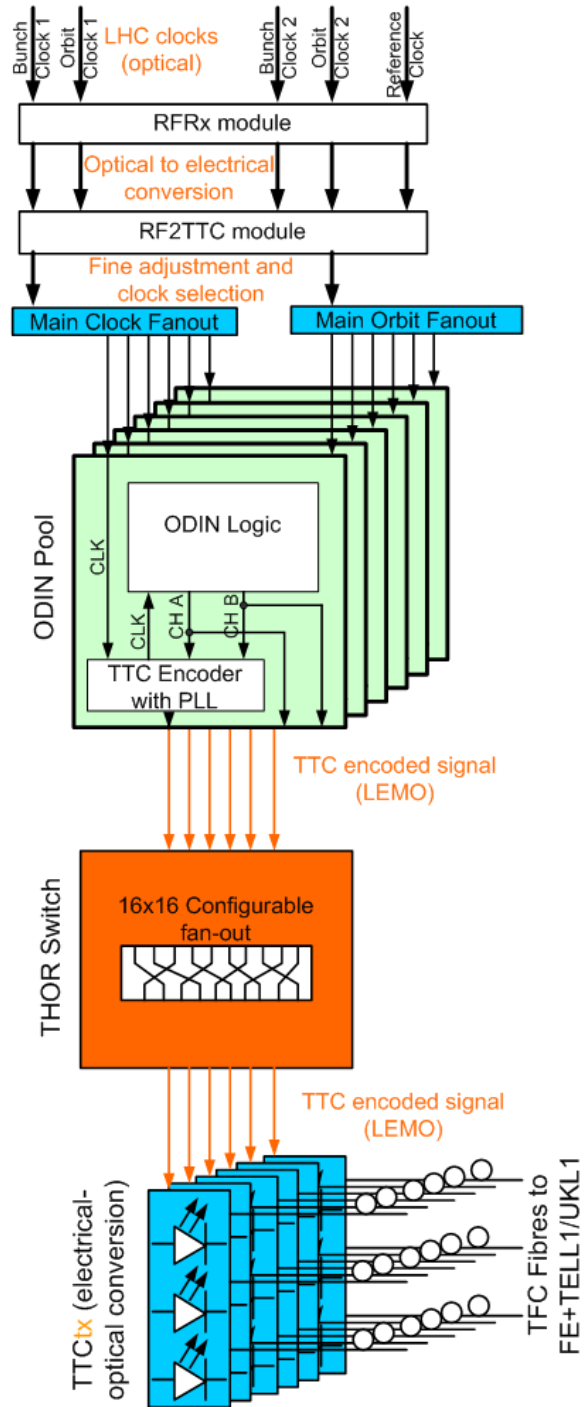 Bunch
Clock 1
Orbit
Clock 1
LHC clocks
(optical)
Bunch
Clock 2
Orbit
Clock 2
Reference
Clock
RFRx module
Optical to electrical
conversion
RF2TTC module
Fine adjustment and
clock selection
Main Clock Fanout
Main Orbit Fanout
ODIN Pool
ODIN Logic
CLK
CLK
CH A
CH B
TTC Encoder
with PLL
TTC encoded signal
(LEMO)
THOR Switch
16x16 Configurable
fan-out
TTC encoded signal
(LEMO)
TTCtx (electrical-
optical conversion)
TFC Fibres to
FE+TELL1/UKL1